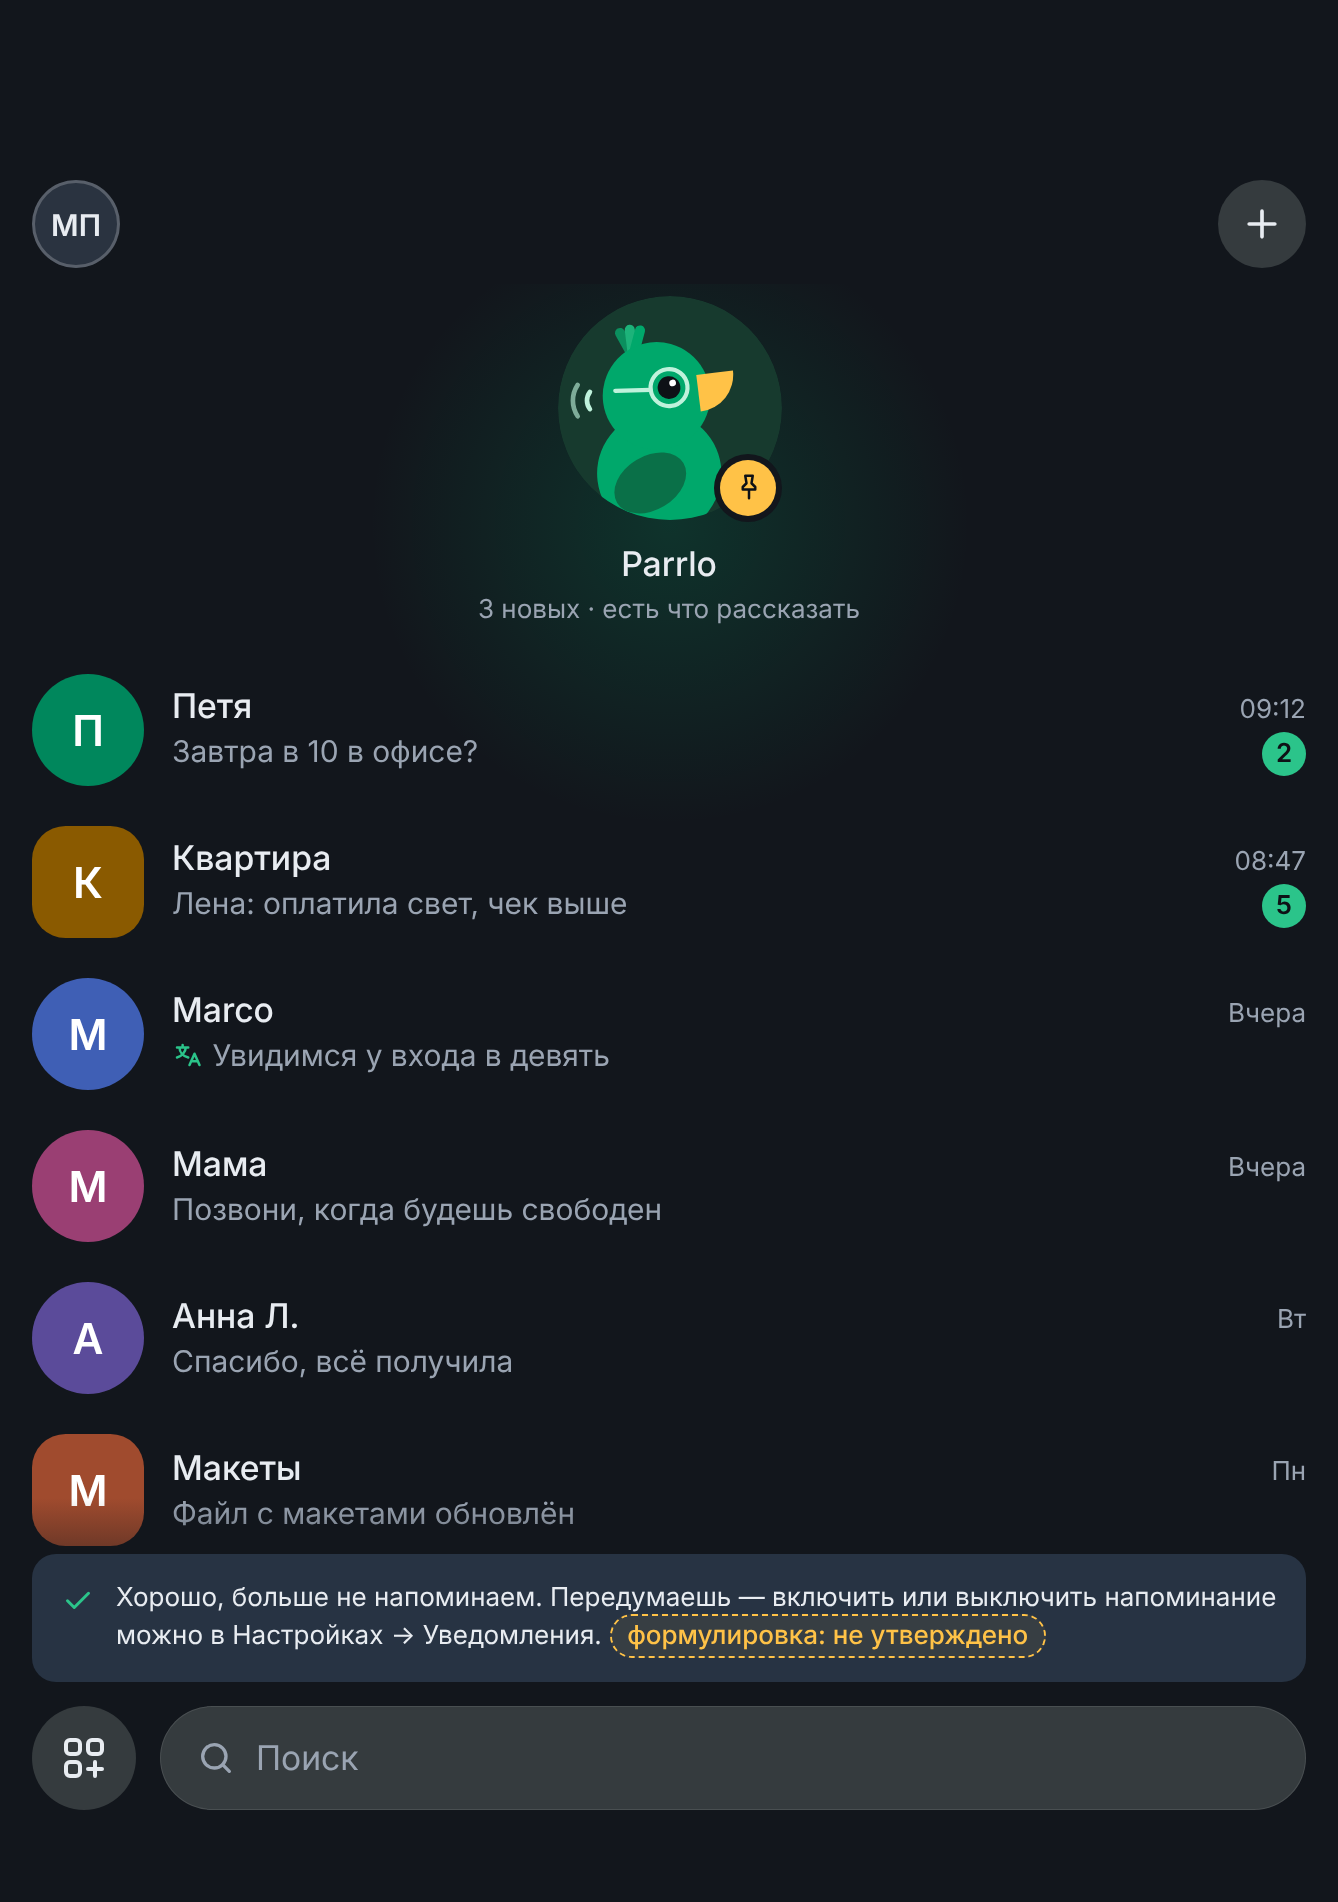 МП
Parrlo
3 новых · есть что рассказать
П
Петя
09:12
Завтра в 10 в офисе?
2
К
Квартира
08:47
Лена: оплатила свет, чек выше
5
M
Marco
Вчера
Увидимся у входа в девять
М
Мама
Вчера
Позвони, когда будешь свободен
А
Анна Л.
Вт
Спасибо, всё получила
М
Макеты
Пн
Файл с макетами обновлён
Хорошо, больше не напоминаем. Передумаешь — включить или выключить напоминание
можно в Настройках → Уведомления. формулировка: не утверждено
Поиск